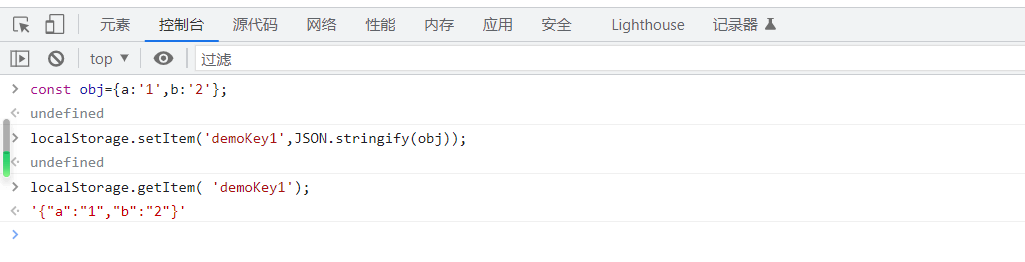 元素 控制台 源代码 网络 性能 内存 应用 安全 Lighthouse 记录器
top ▼ 过滤
> const obj={a:'1',b:'2'};
<· undefined
> localStorage.setItem('demoKey1',JSON.stringify(obj));
<· undefined
> localStorage.getItem( 'demoKey1');
<· '{"a":"1","b":"2"}'
>